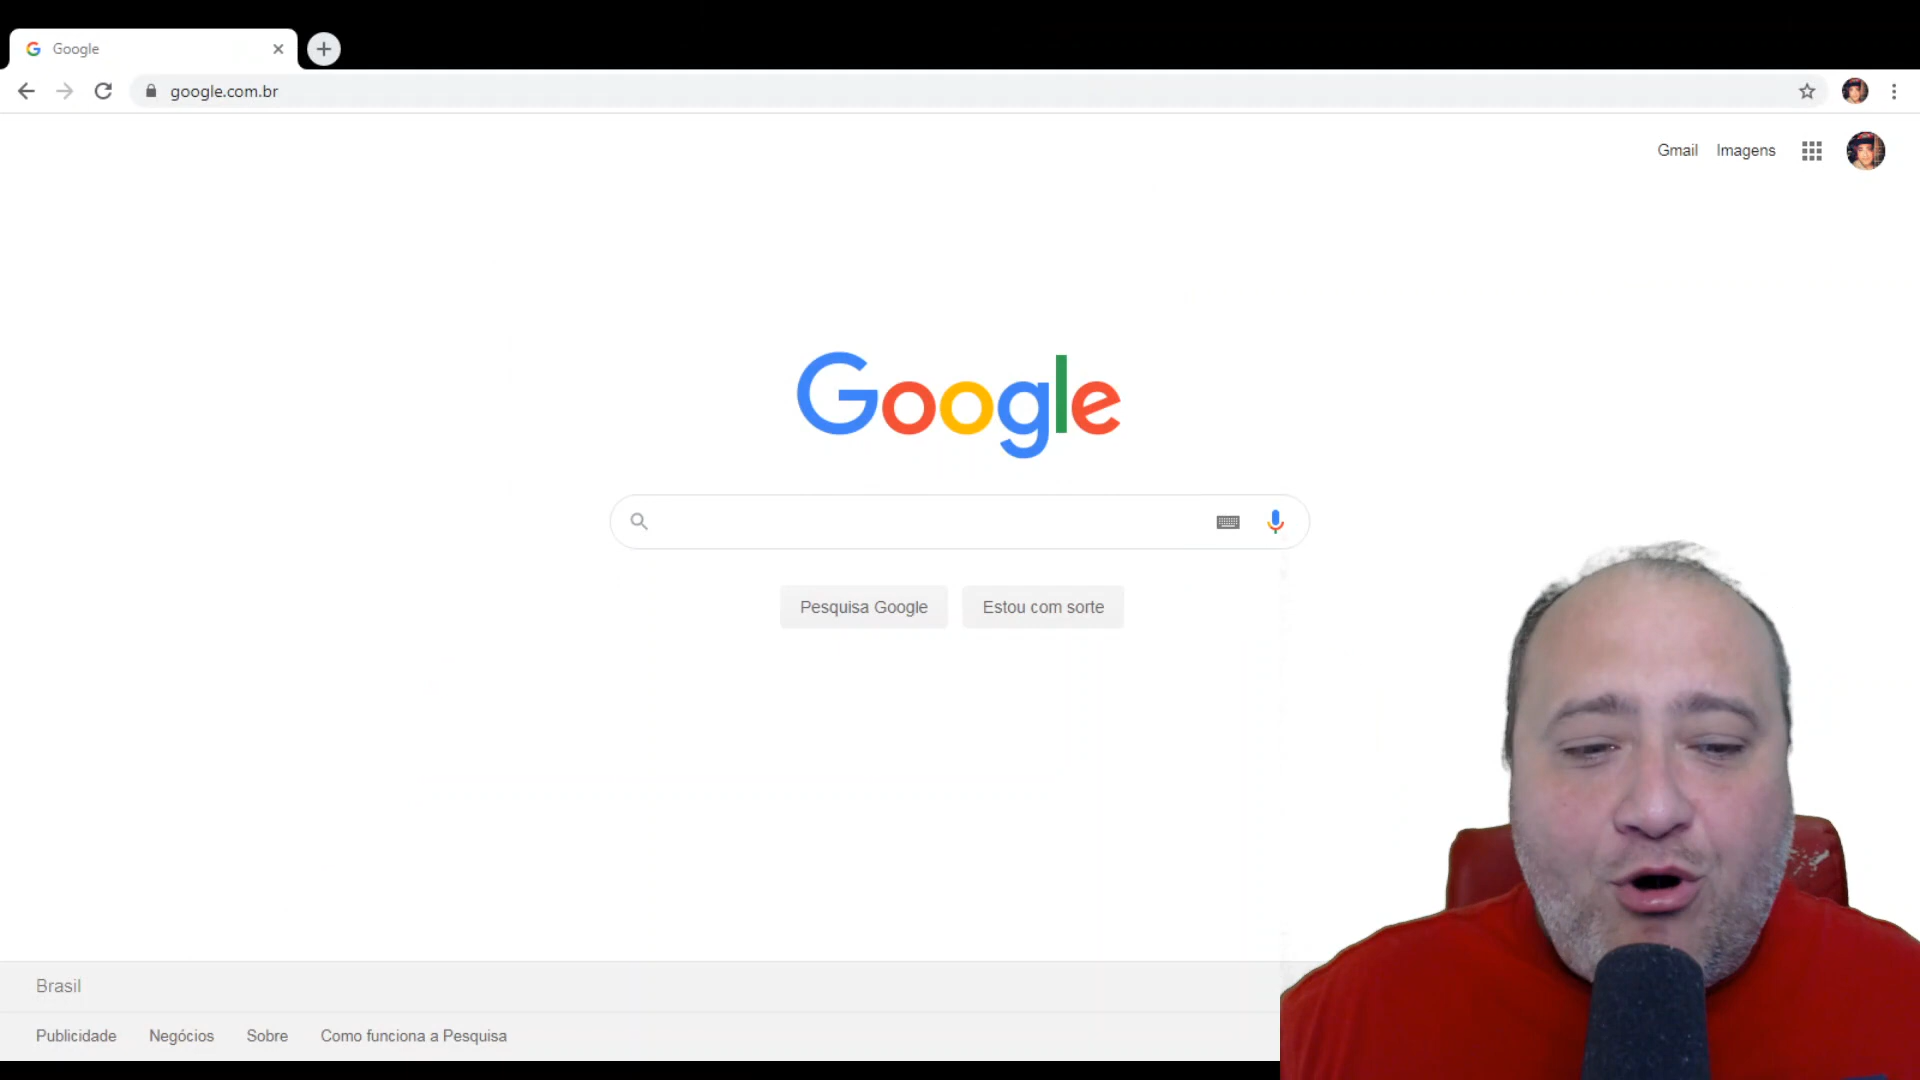 Google
google.com.br
Gmail Imagens
Google
Pesquisa Google Estou com sorte
Brasil
Publicidade Negócios Sobre Como funciona a Pesquisa